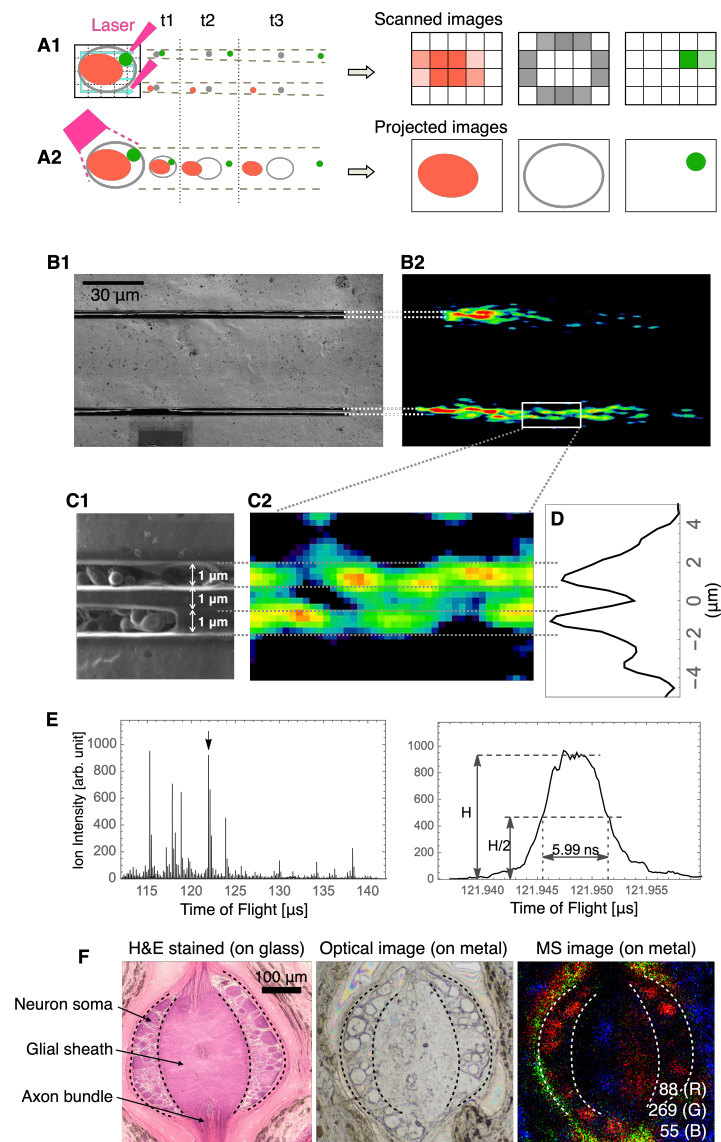 Laser
t1 t2 t3
A1
Scanned images
A2
Projected images
B1
B2
30 µm
C1
C2
D
1 µm
1 µm
1 µm
4
2
0
−2
−4
(µm)
E
Ion Intensity [arb. unit]
1000
800
600
400
200
0
115 120 125 130 135 140
Time of Flight [µs]
1000
800
600
400
200
0
H
H/2
5.99 ns
121.940 121.945 121.950 121.955
Time of Flight [µs]
F
H&E stained (on glass)
Optical image (on metal)
MS image (on metal)
100 µm
Neuron soma
Glial sheath
Axon bundle
88 (R)
269 (G)
55 (B)